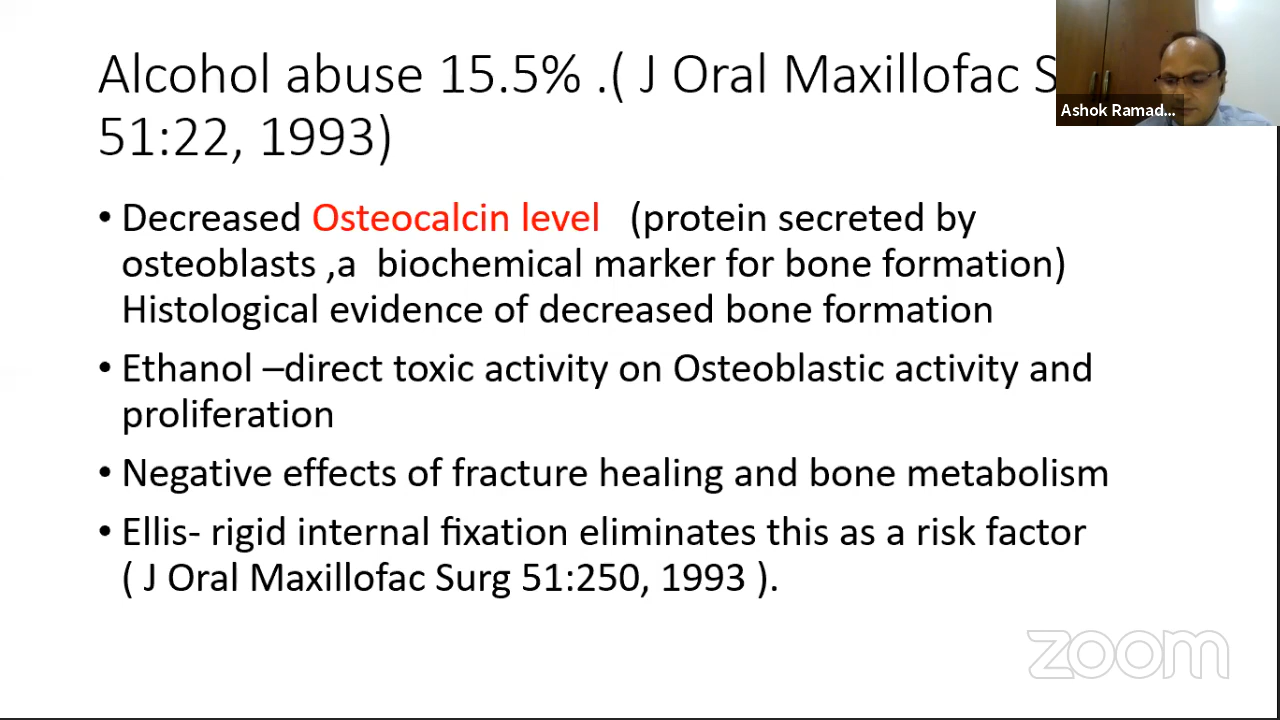 Alcohol abuse 15.5% .( J Oral Maxillofac S
51:22, 1993)
Ashok Ramad...
• Decreased Osteocalcin level (protein secreted by
osteoblasts ,a biochemical marker for bone formation)
Histological evidence of decreased bone formation
• Ethanol –direct toxic activity on Osteoblastic activity and
proliferation
• Negative effects of fracture healing and bone metabolism
• Ellis- rigid internal fixation eliminates this as a risk factor
( J Oral Maxillofac Surg 51:250, 1993 ).
zoom